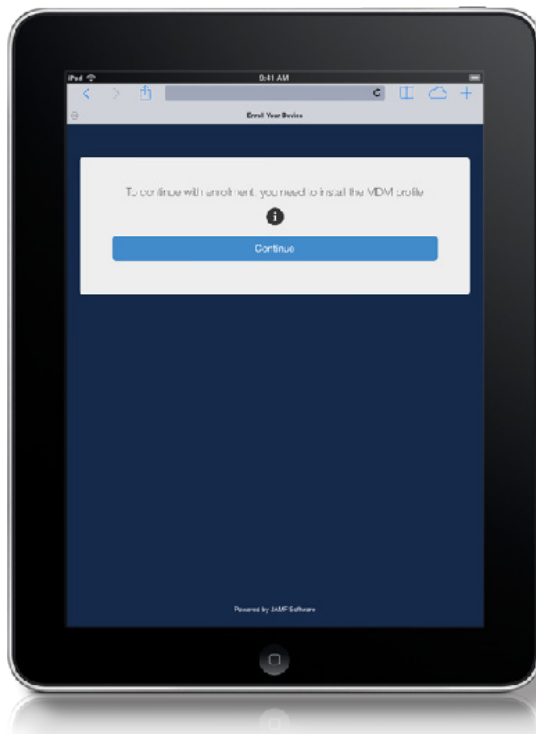 iPad 9:41 AM
Enroll Your Device
To continue with enrollment, you need to install the MDM profile
Continue
Powered by JAMF Software